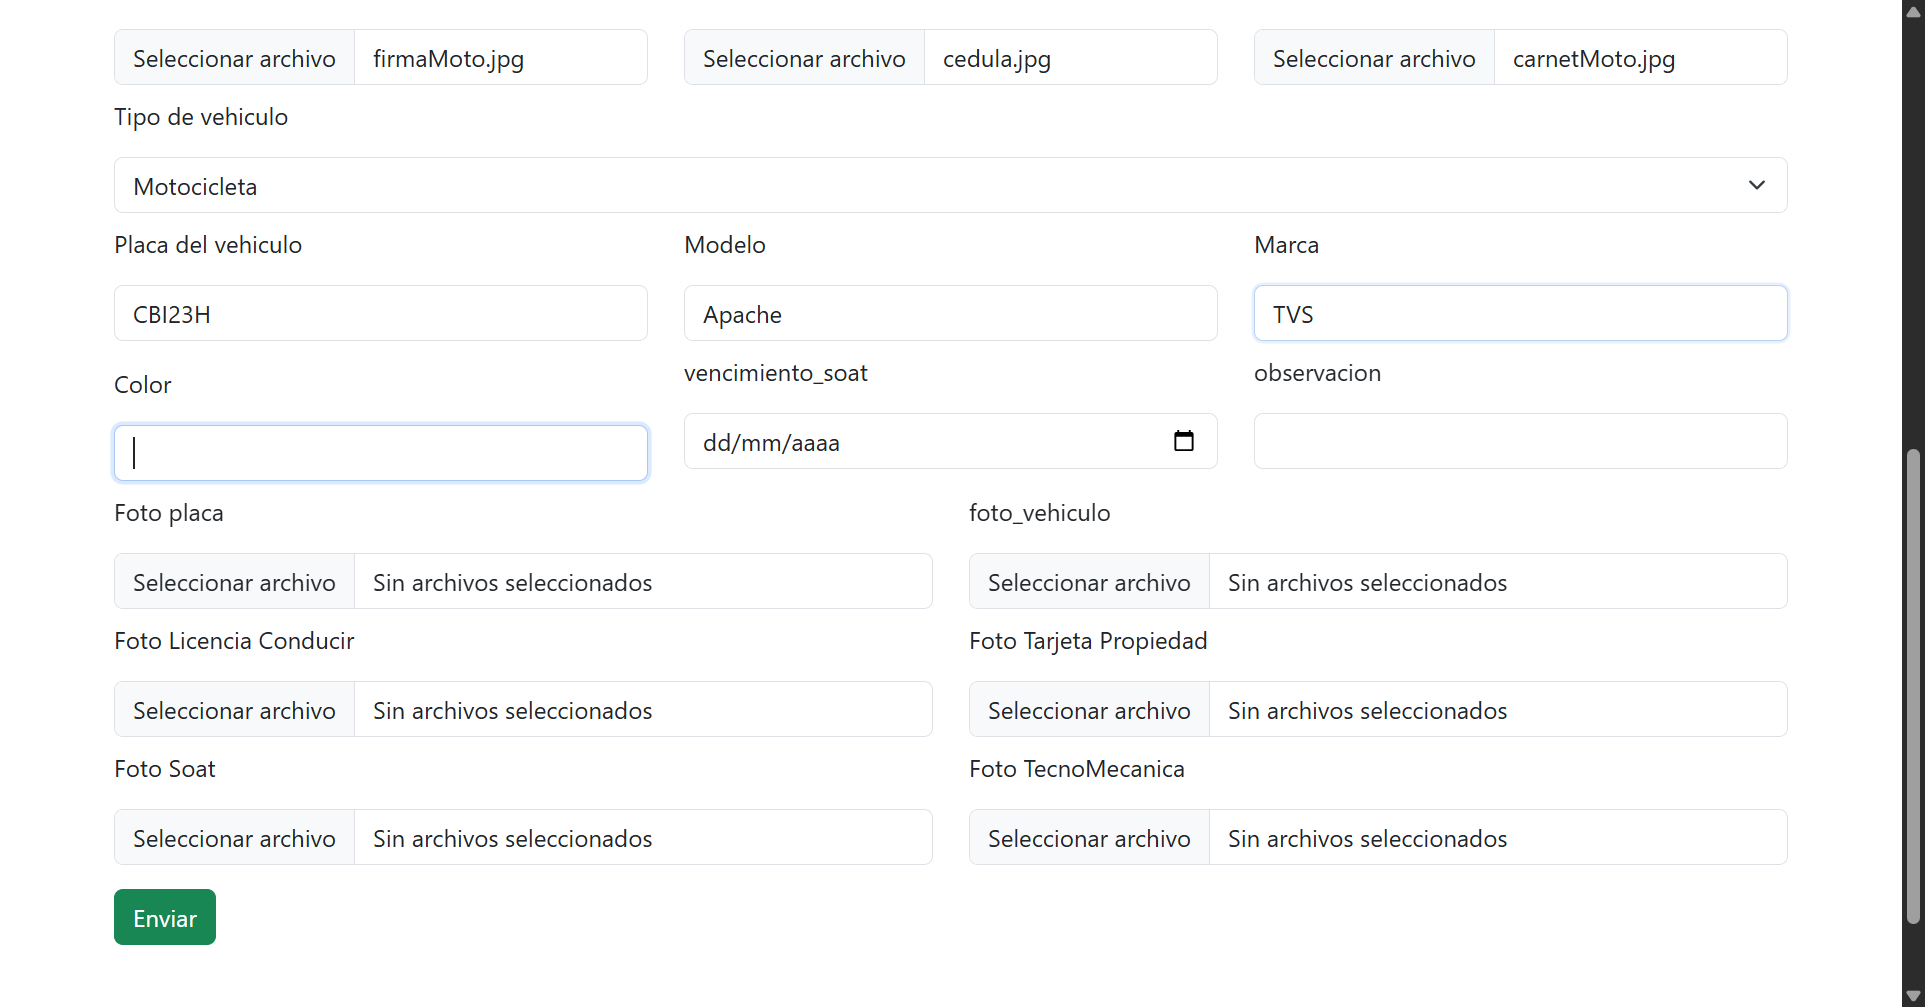 Seleccionar archivo firmaMoto.jpg Seleccionar archivo cedula.jpg Seleccionar archivo carnetMoto.jpg
Tipo de vehiculo
Motocicleta
Placa del vehiculo Modelo Marca
CBI23H Apache TVS
Color vencimiento_soat observacion
dd/mm/aaaa
Foto placa foto_vehiculo
Seleccionar archivo Sin archivos seleccionados Seleccionar archivo Sin archivos seleccionados
Foto Licencia Conducir Foto Tarjeta Propiedad
Seleccionar archivo Sin archivos seleccionados Seleccionar archivo Sin archivos seleccionados
Foto Soat Foto TecnoMecanica
Seleccionar archivo Sin archivos seleccionados Seleccionar archivo Sin archivos seleccionados
Enviar